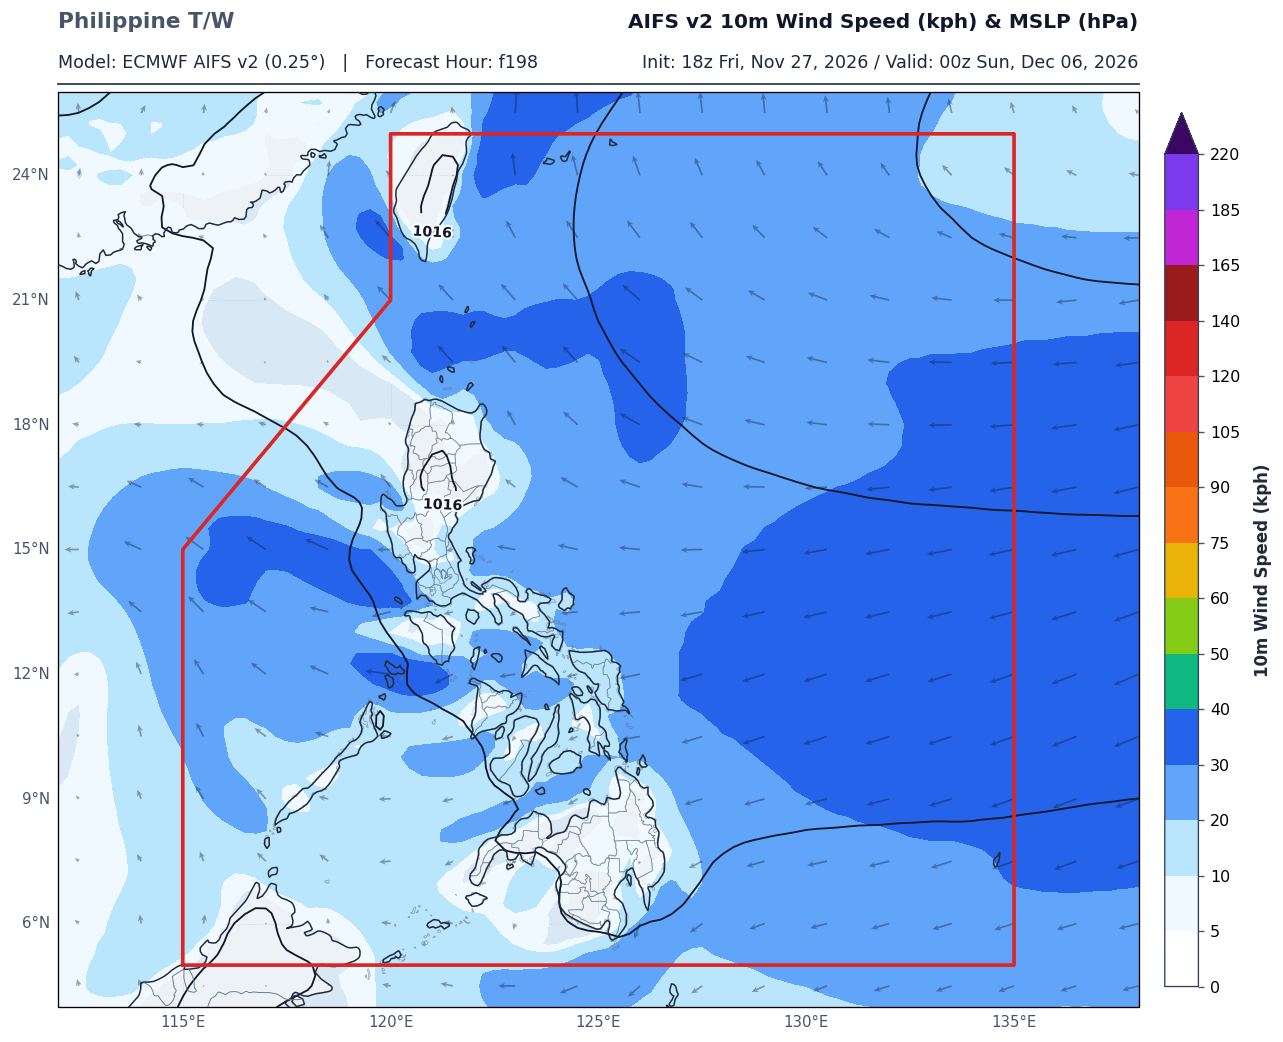 Philippine T/W
AIFS v2 10m Wind Speed (kph) & MSLP (hPa)
Model: ECMWF AIFS v2 (0.25°) | Forecast Hour: f198
Init: 18z Fri, Nov 27, 2026 / Valid: 00z Sun, Dec 06, 2026
24°N
21°N
18°N
15°N
12°N
9°N
6°N
115°E
120°E
125°E
130°E
135°E
1016
1016
220
185
165
140
120
105
90
75
60
50
40
30
20
10
5
0
10m Wind Speed (kph)